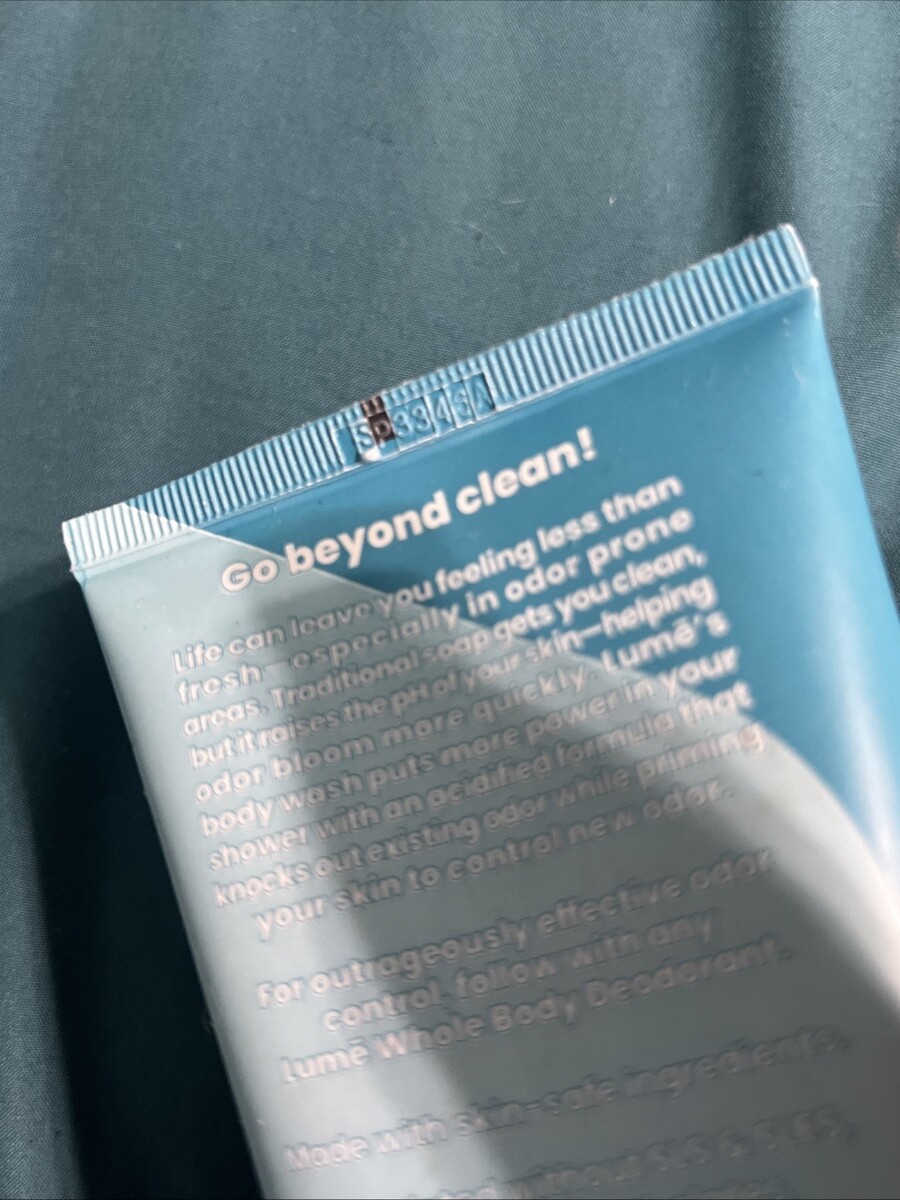 SD33434A
Go beyond clean!
Life can leave you feeling less than
fresh—especially in odor prone
areas. Traditional soap gets you clean,
but it raises the pH of your skin—helping
odor bloom more quickly. Lumē's
body wash puts more power in your
shower with an acidified formula that
knocks out existing odor while priming
your skin to control new odor.
For outrageously effective odor
control, follow with any
Lumē Whole Body Deodorant.
Made with skin-safe ingredients,
without SLS & SLES,